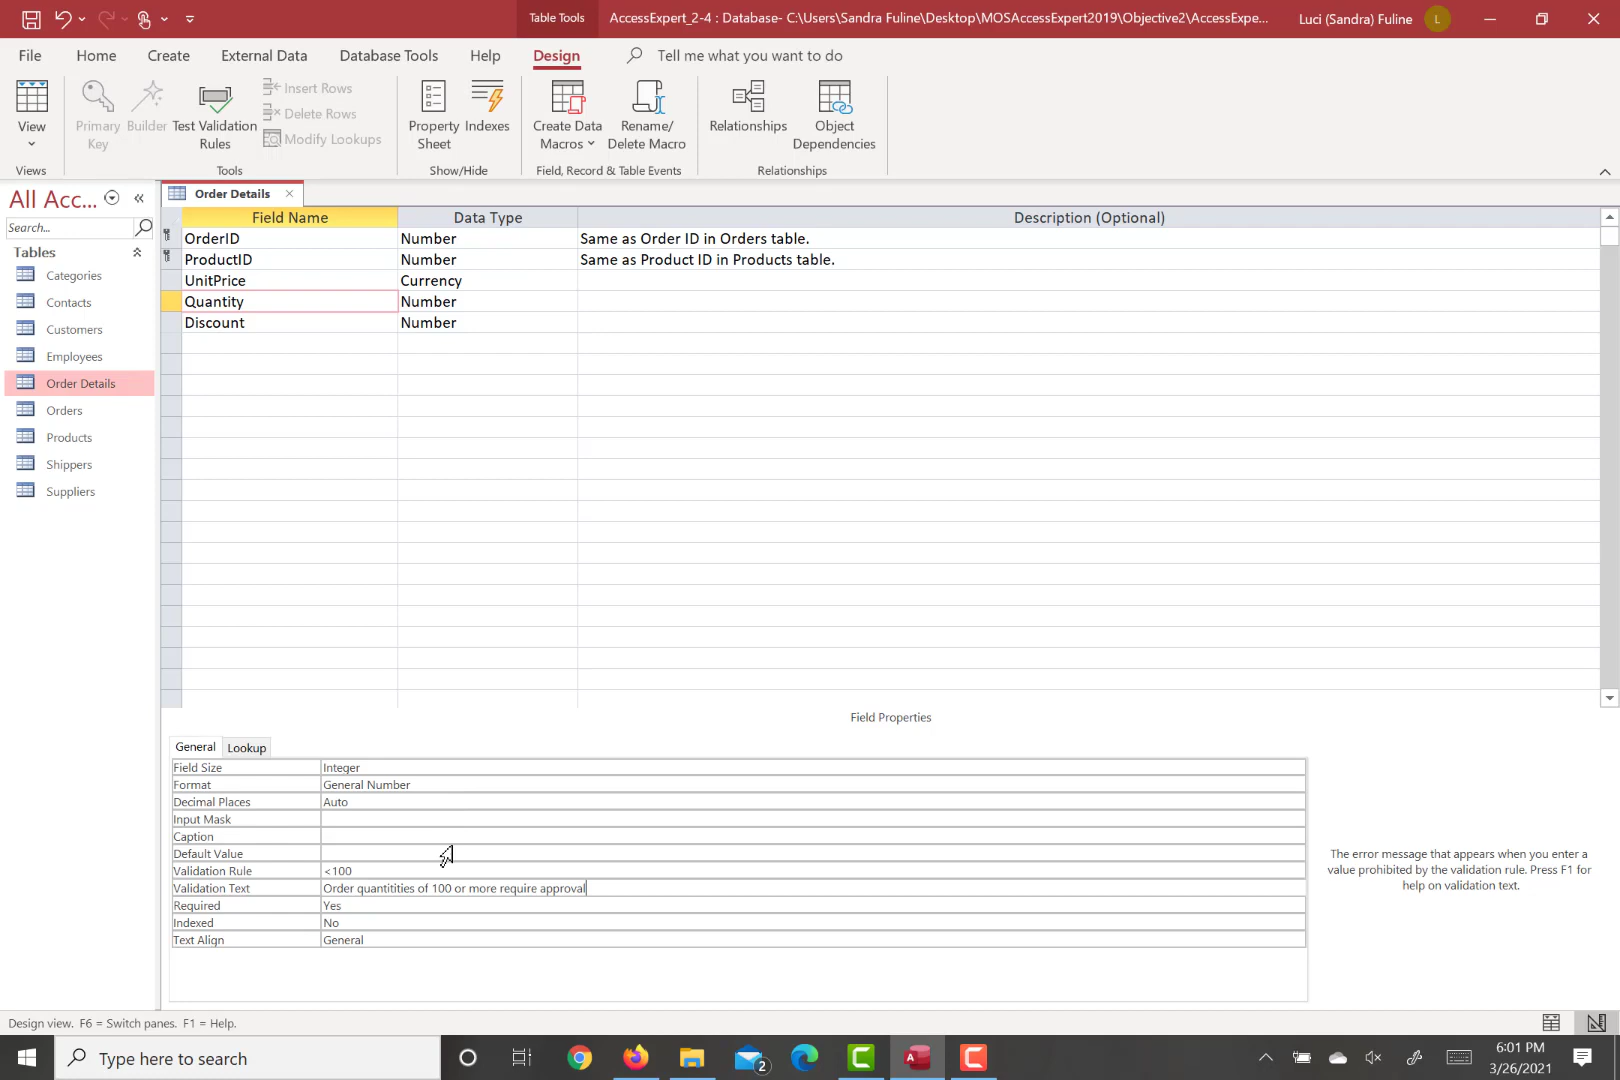 Table Tools
AccessExpert_2-4 : Database- C:\Users\Sandra Fuline\Desktop\MOSAccessExpert2019\Objective2\AccessExpe...
Luci (Sandra) Fuline
L
File
Home
Create
External Data
Database Tools
Help
Design
Tell me what you want to do
View
Primary
Key
Builder
Test Validation
Rules
Insert Rows
Delete Rows
Modify Lookups
Property
Sheet
Indexes
Create Data
Macros
Rename/
Delete Macro
Relationships
Object
Dependencies
Views
Tools
Show/Hide
Field, Record & Table Events
Relationships
All Acc...
Search...
Tables
Categories
Contacts
Customers
Employees
Order Details
Orders
Products
Shippers
Suppliers
Order Details
Field Name Data Type Description (Optional)
OrderID Number Same as Order ID in Orders table.
ProductID Number Same as Product ID in Products table.
UnitPrice Currency
Quantity Number
Discount Number
Field Properties
General Lookup
Field Size Integer
Format General Number
Decimal Places Auto
Input Mask
Caption
Default Value
Validation Rule <100
Validation Text Order quantitities of 100 or more require approval
Required Yes
Indexed No
Text Align General
The error message that appears when you enter a
value prohibited by the validation rule. Press F1 for
help on validation text.
Design view. F6 = Switch panes. F1 = Help.
Type here to search
2
A
6:01 PM
3/26/2021